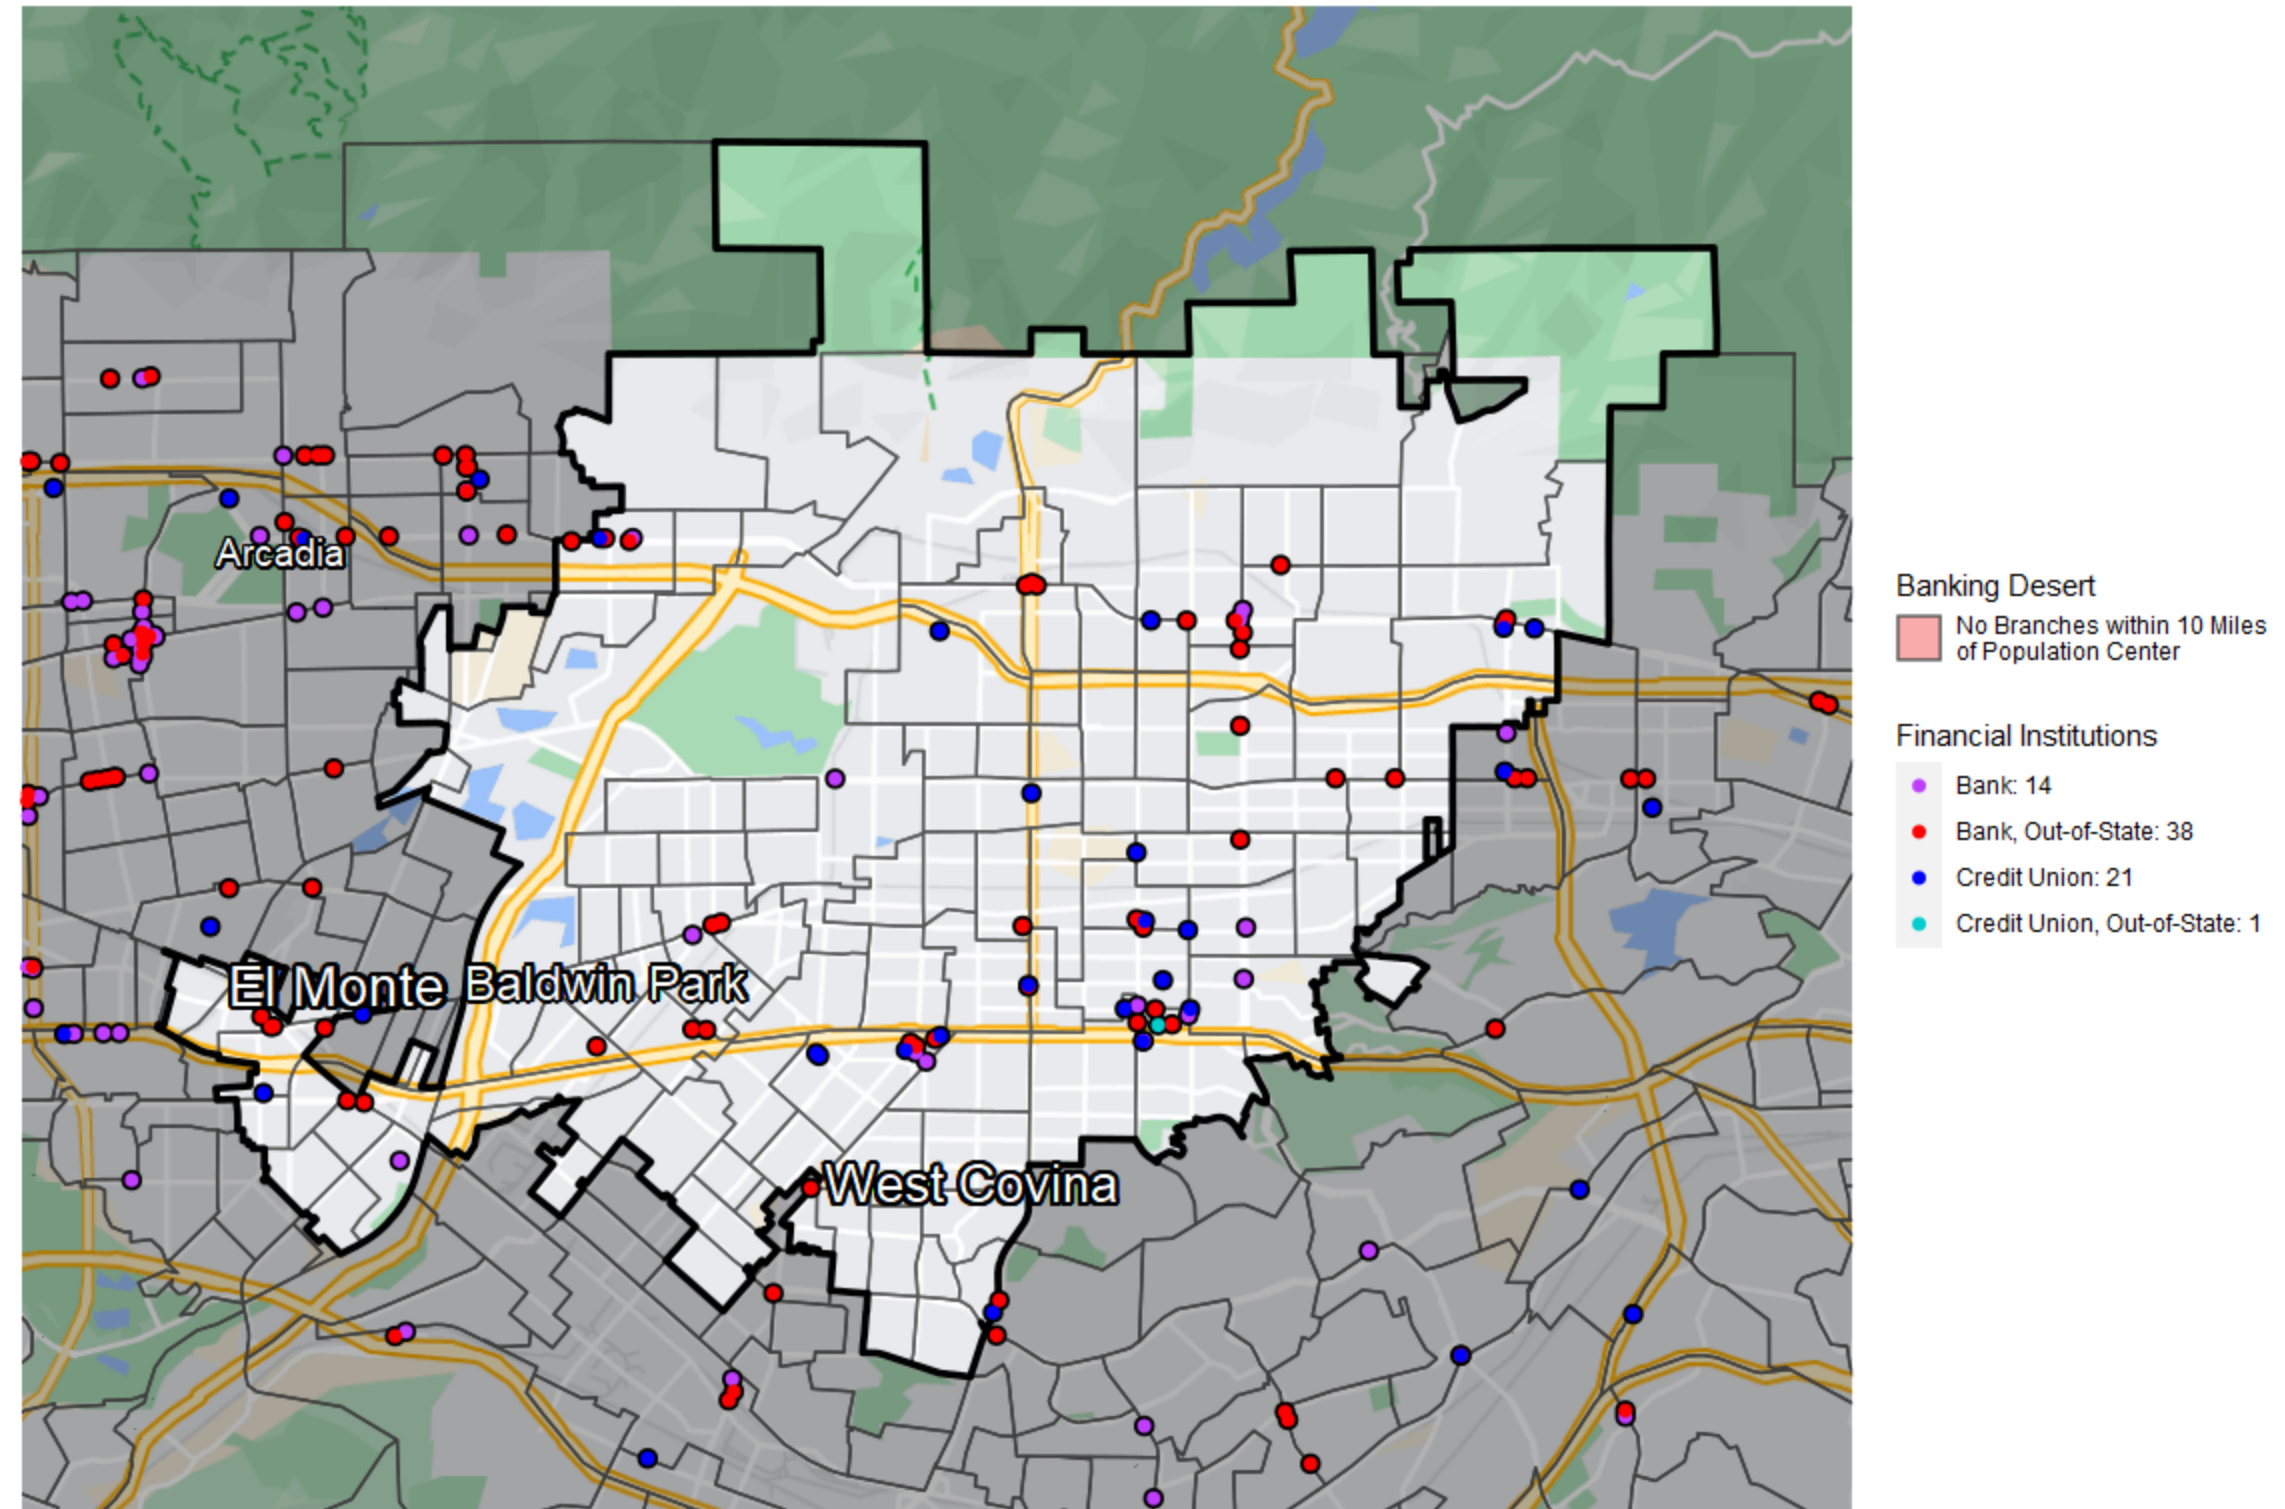 Arcadia
El Monte
Baldwin Park
West Covina
Banking Desert
No Branches within 10 Miles
of Population Center
Financial Institutions
Bank: 14
Bank, Out-of-State: 38
Credit Union: 21
Credit Union, Out-of-State: 1